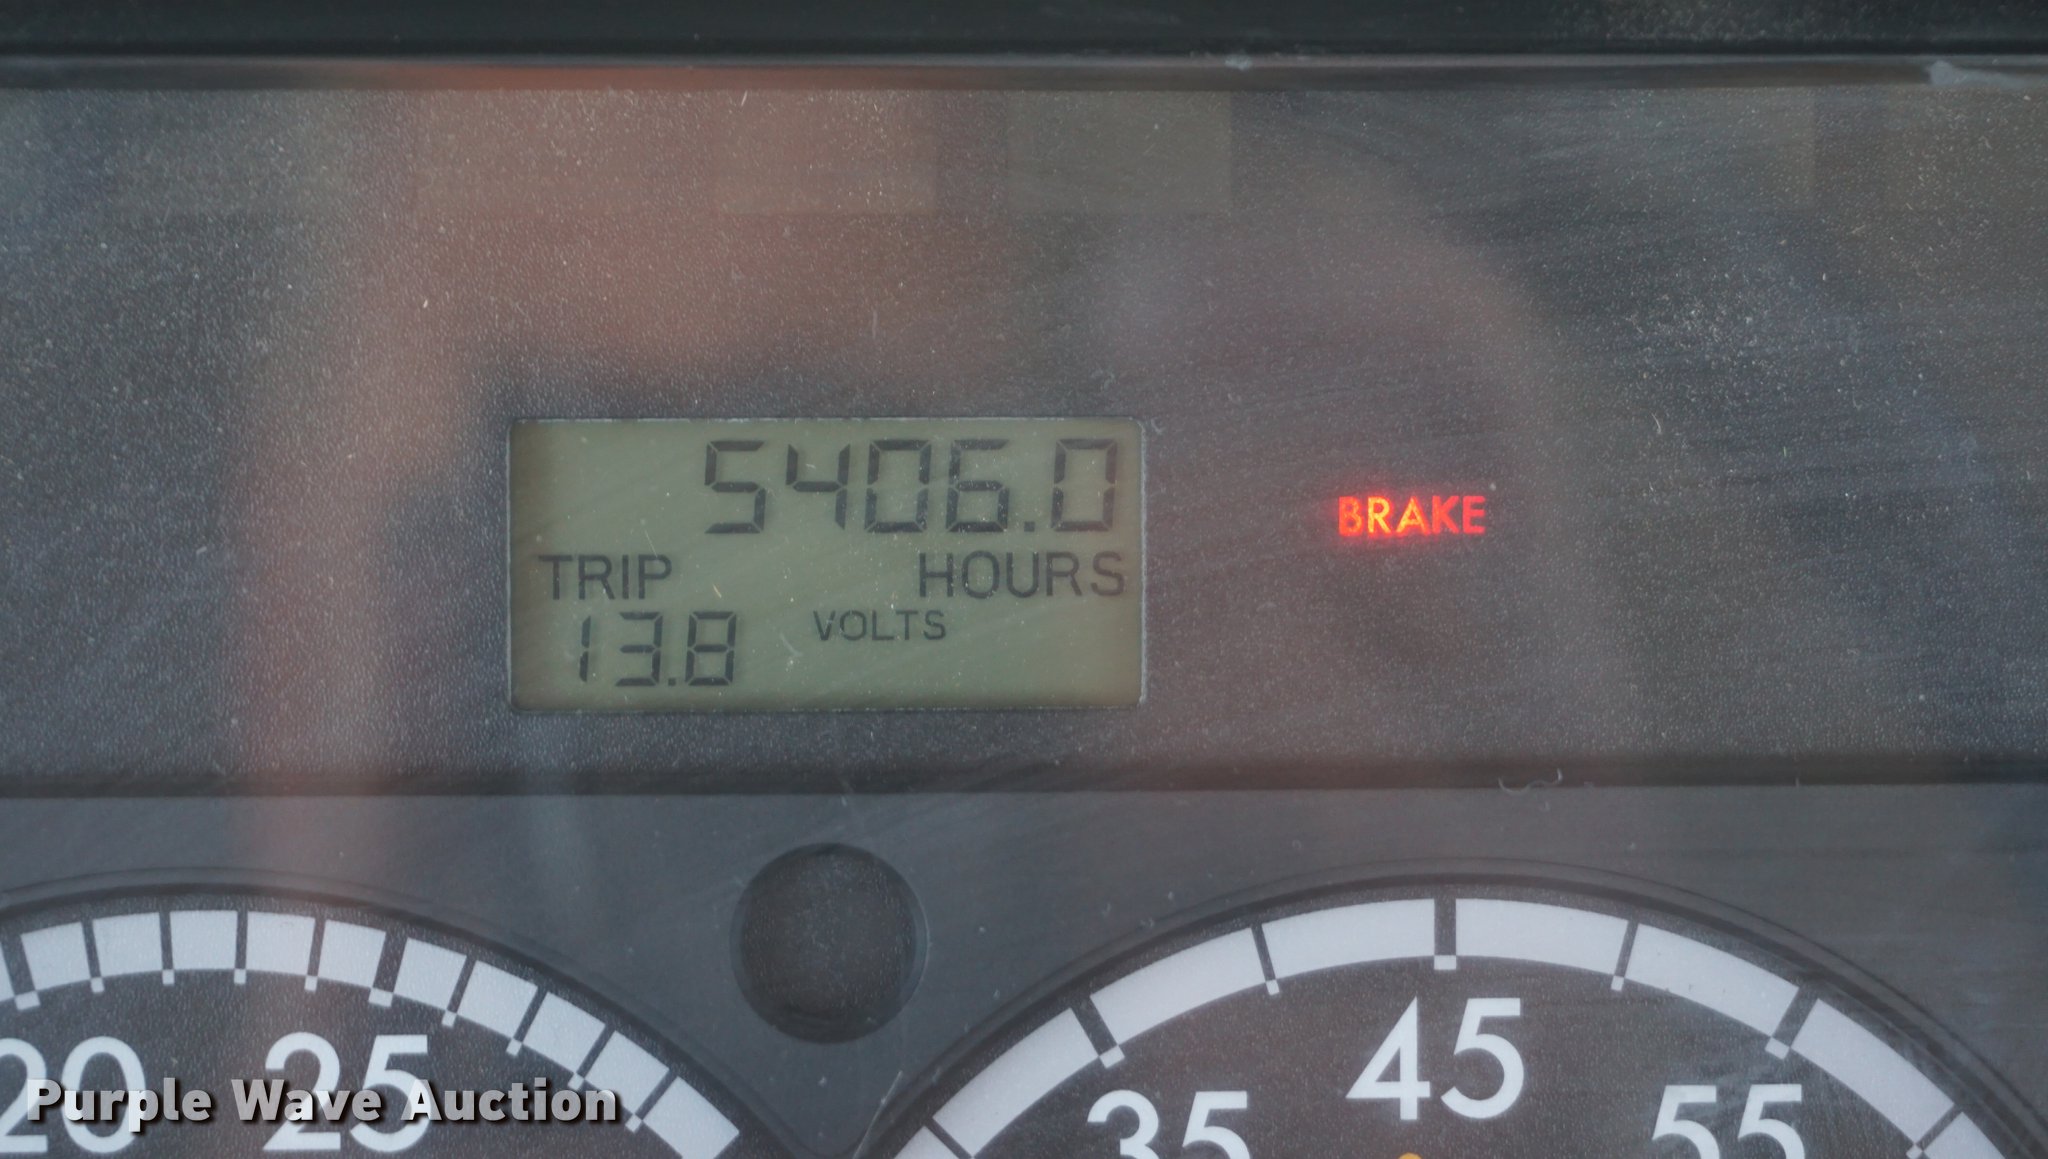 5406.0
TRIP HOURS
13.8 VOLTS
BRAKE
20 25
35 45 55
Purple Wave Auction